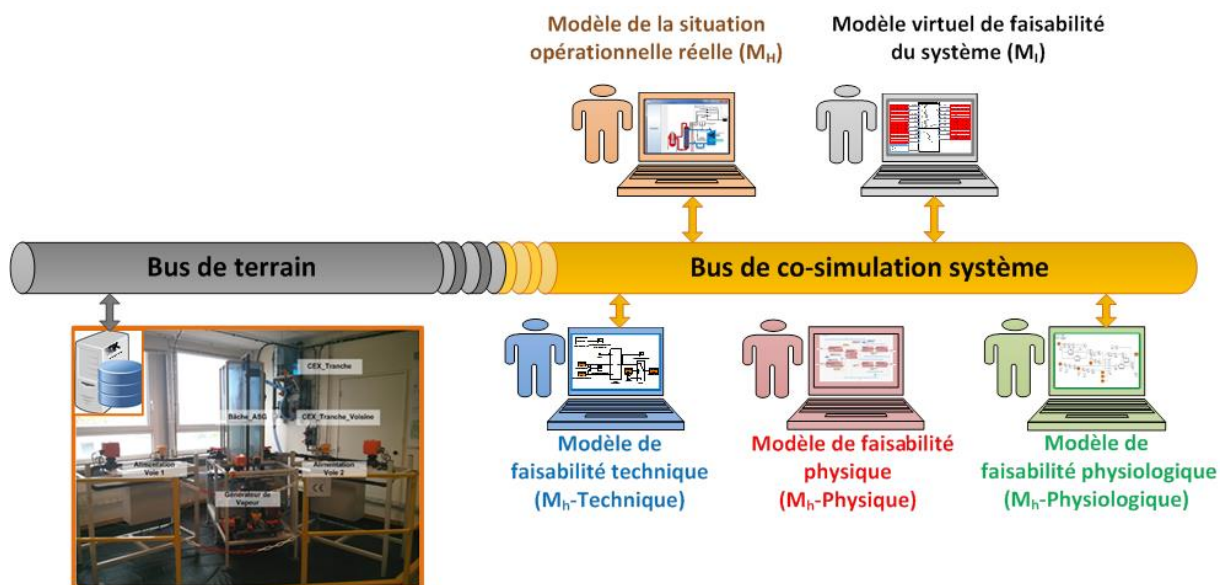 Modèle de la situation
opérationnelle réelle (MH)
Modèle virtuel de faisabilité
du système (MI)
Bus de terrain
Bus de co-simulation système
CEX_Tranche
Bâche_ASG
CEX_Tranche_Voisine
Alimentation
Voie 1
Alimentation
Voie 2
Générateur de
Vapeur
Modèle de
faisabilité technique
(Mh-Technique)
Modèle de faisabilité
physique
(Mh-Physique)
Modèle de
faisabilité physiologique
(Mh-Physiologique)